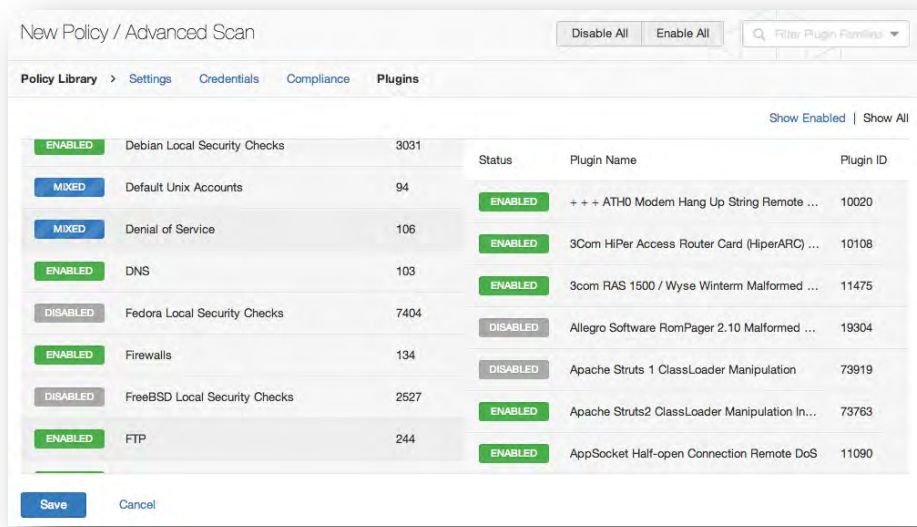 New Policy / Advanced Scan
Disable All
Enable All
Filter Plugin Families
Policy Library > Settings Credentials Compliance Plugins
Show Enabled | Show All
ENABLED Debian Local Security Checks 3031
MIXED Default Unix Accounts 94
MIXED Denial of Service 106
ENABLED DNS 103
DISABLED Fedora Local Security Checks 7404
ENABLED Firewalls 134
DISABLED FreeBSD Local Security Checks 2527
ENABLED FTP 244
Status Plugin Name Plugin ID
ENABLED + + + ATH0 Modem Hang Up String Remote ... 10020
ENABLED 3Com HiPer Access Router Card (HiperARC) ... 10108
ENABLED 3com RAS 1500 / Wyse Winterm Malformed ... 11475
DISABLED Allegro Software RomPager 2.10 Malformed ... 19304
DISABLED Apache Struts 1 ClassLoader Manipulation 73919
ENABLED Apache Struts2 ClassLoader Manipulation In... 73763
ENABLED AppSocket Half-open Connection Remote DoS 11090
Save
Cancel